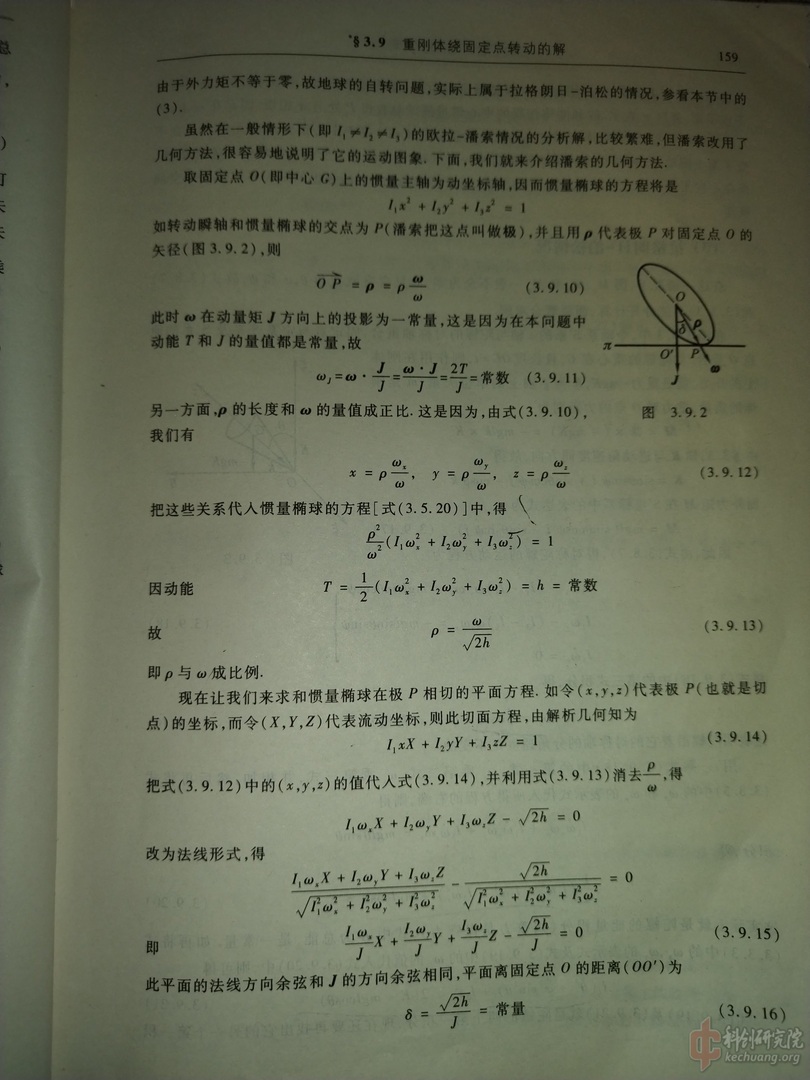 *§3.9 重刚体绕固定点转动的解
159
由于外力矩不等于零,故地球的自转问题,实际上属于拉格朗日-泊松的情况,参看本节中的
(3).
虽然在一般情形下(即 I₁≠I₂≠I₃)的欧拉-潘索情况的分析解,比较繁难,但潘索改用了
几何方法,很容易地说明了它的运动图象. 下面,我们就来介绍潘索的几何方法.
取固定点 O(即中心 G)上的惯量主轴为动坐标轴,因而惯量椭球的方程将是
I₁x² + I₂y² + I₃z² = 1
如转动瞬轴和惯量椭球的交点为 P(潘索把这点叫做极),并且用 ρ 代表极 P 对固定点 O 的
矢径(图 3.9.2),则
OP = ρ = ρ ω/ω (3.9.10)
此时 ω 在动量矩 J 方向上的投影为一常量,这是因为在本问题中
动能 T 和 J 的量值都是常量,故
ω_J = ω · J/J = ω·J/J = 2T/J = 常数 (3.9.11)
O
ρ
δ
π
O′ P
ω
J
图 3.9.2
另一方面,ρ 的长度和 ω 的量值成正比. 这是因为,由式(3.9.10),
我们有
x = ρ ωₓ/ω, y = ρ ω_y/ω, z = ρ ω_z/ω (3.9.12)
把这些关系代入惯量椭球的方程[式(3.5.20)]中,得
ρ²/ω² (I₁ωₓ² + I₂ω_y² + I₃ω_z²) = 1
因动能 T = 1/2 (I₁ωₓ² + I₂ω_y² + I₃ω_z²) = h = 常数
故 ρ = ω/√2h (3.9.13)
即 ρ 与 ω 成比例.
现在让我们来求和惯量椭球在极 P 相切的平面方程. 如令(x,y,z)代表极 P(也就是切
点)的坐标,而令(X,Y,Z)代表流动坐标,则此切面方程,由解析几何知为
I₁xX + I₂yY + I₃zZ = 1 (3.9.14)
把式(3.9.12)中的(x,y,z)的值代入式(3.9.14),并利用式(3.9.13)消去 ρ/ω,得
I₁ωₓX + I₂ω_yY + I₃ω_zZ - √2h = 0
改为法线形式,得
(I₁ωₓX + I₂ω_yY + I₃ω_zZ)/√(I₁²ωₓ² + I₂²ω_y² + I₃²ω_z²) - √2h/√(I₁²ωₓ² + I₂²ω_y² + I₃²ω_z²) = 0
即 I₁ωₓ/J X + I₂ω_y/J Y + I₃ω_z/J Z - √2h/J = 0 (3.9.15)
此平面的法线方向余弦和 J 的方向余弦相同,平面离固定点 O 的距离(OO′)为
δ = √2h/J = 常量 (3.9.16)
科创研究院
kechuang.org